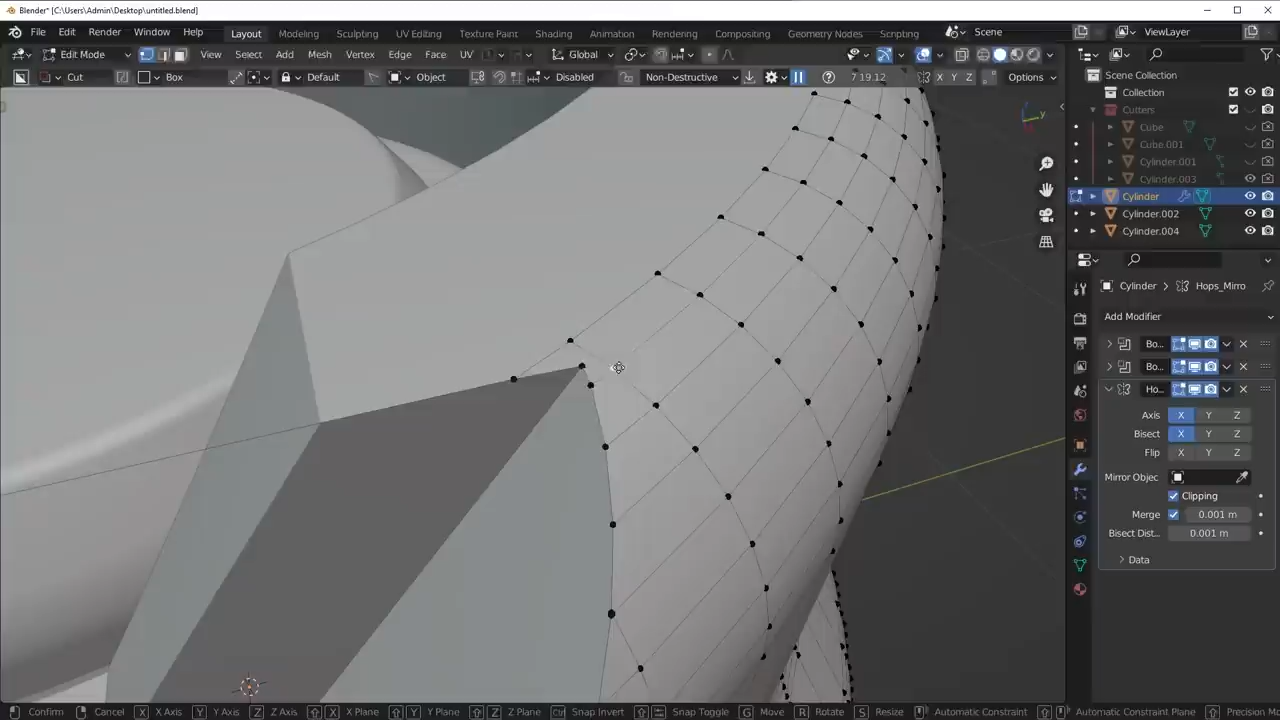 Blender* [C:\Users\Admin\Desktop\untitled.blend]
File Edit Render Window Help Layout Modeling Sculpting UV Editing Texture Paint Shading Animation Rendering Compositing Geometry Nodes Scripting Scene ViewLayer
Edit Mode View Select Add Mesh Vertex Edge Face UV Global
Cut Box Default Object Disabled Non-Destructive 7 19.12 X Y Z Options
Scene Collection
Collection
Cutters
Cube
Cube.001
Cylinder.001
Cylinder.003
Cylinder
Cylinder.002
Cylinder.004
Cylinder > Hops_Mirro
Add Modifier
Bo...
Bo...
Ho...
Axis X Y Z
Bisect X Y Z
Flip X Y Z
Mirror Objec
Clipping
Merge 0.001 m
Bisect Dist... 0.001 m
Data
y
Confirm Cancel X X Axis Y Y Axis Z Z Axis X X Plane Y Y Plane Z Z Plane Ctrl Snap Invert Snap Toggle G Move R Rotate S Resize Automatic Constraint Automatic Constraint Plane Precision Mo